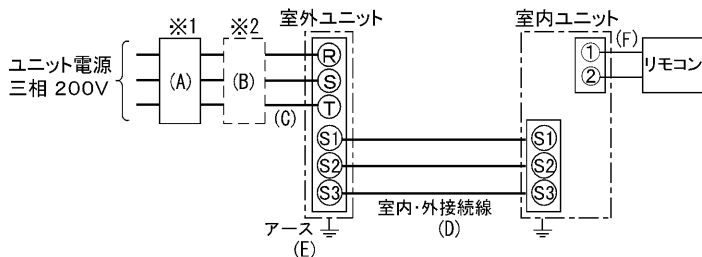 室外ユニット
室内ユニット
※1
※2
(F)
ユニット電源
三相 200V
(A)
(B)
(C)
R
S
T
S1
S2
S3
①
②
リモコン
S1
S2
S3
室内・外接続線
(D)
アース
(E)